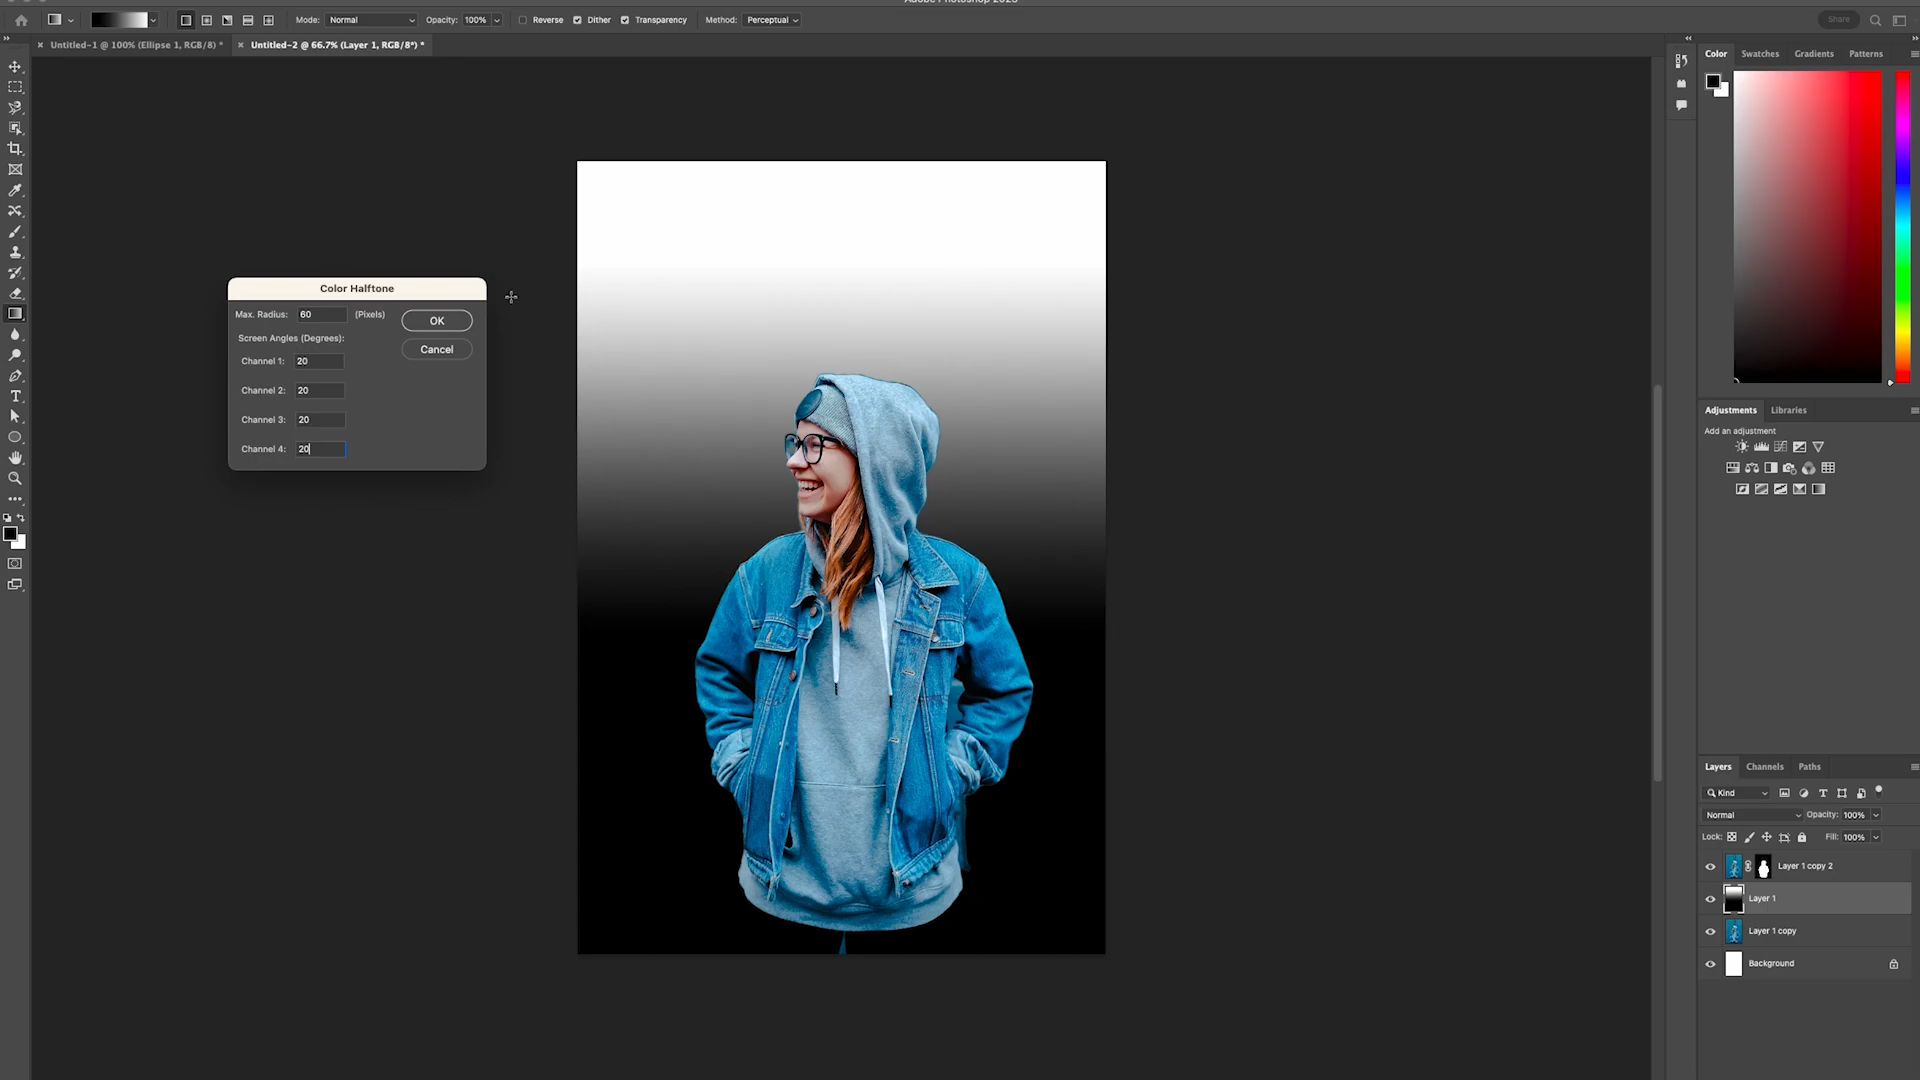 Adobe Photoshop 2023
Mode: Normal Opacity: 100% Reverse Dither Transparency Method: Perceptual Share
Untitled-1 @ 100% (Ellipse 1, RGB/8) * Untitled-2 @ 66.7% (Layer 1, RGB/8*) *
Color Swatches Gradients Patterns
Color Halftone
Max. Radius: 60 (Pixels) OK
Screen Angles (Degrees):
Cancel
Channel 1: 20
Channel 2: 20
Channel 3: 20
Channel 4: 20
Adjustments Libraries
Add an adjustment
Layers Channels Paths
Kind
Normal Opacity: 100%
Lock: Fill: 100%
Layer 1 copy 2
Layer 1
Layer 1 copy
Background